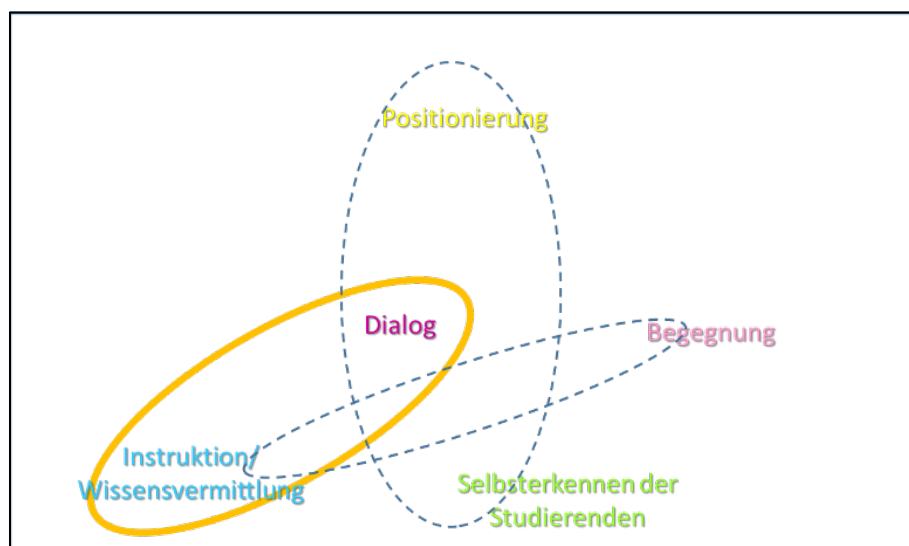 Positionierung
Dialog
Begegnung
Instruktion/
Wissensvermittlung
Selbsterkennen der
Studierenden